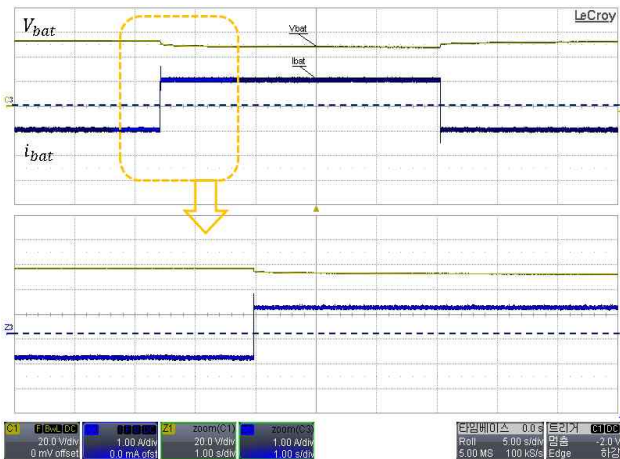 LeCroy
V_bat
Vbat
Ibat
C3
i_bat
Z3
C1 F BwL DC
20.0 V/div
0 mV offset
DC
1.00 A/div
0.0 mA ofst
Z1 zoom(C1)
20.0 V/div
1.00 s/div
zoom(C3)
1.00 A/div
1.00 s/div
타임베이스 0.0 s
Roll 5.00 s/div
5.00 MS 100 kS/s
트리거 C1 DC
멈춤 -2.0 V
Edge 하강